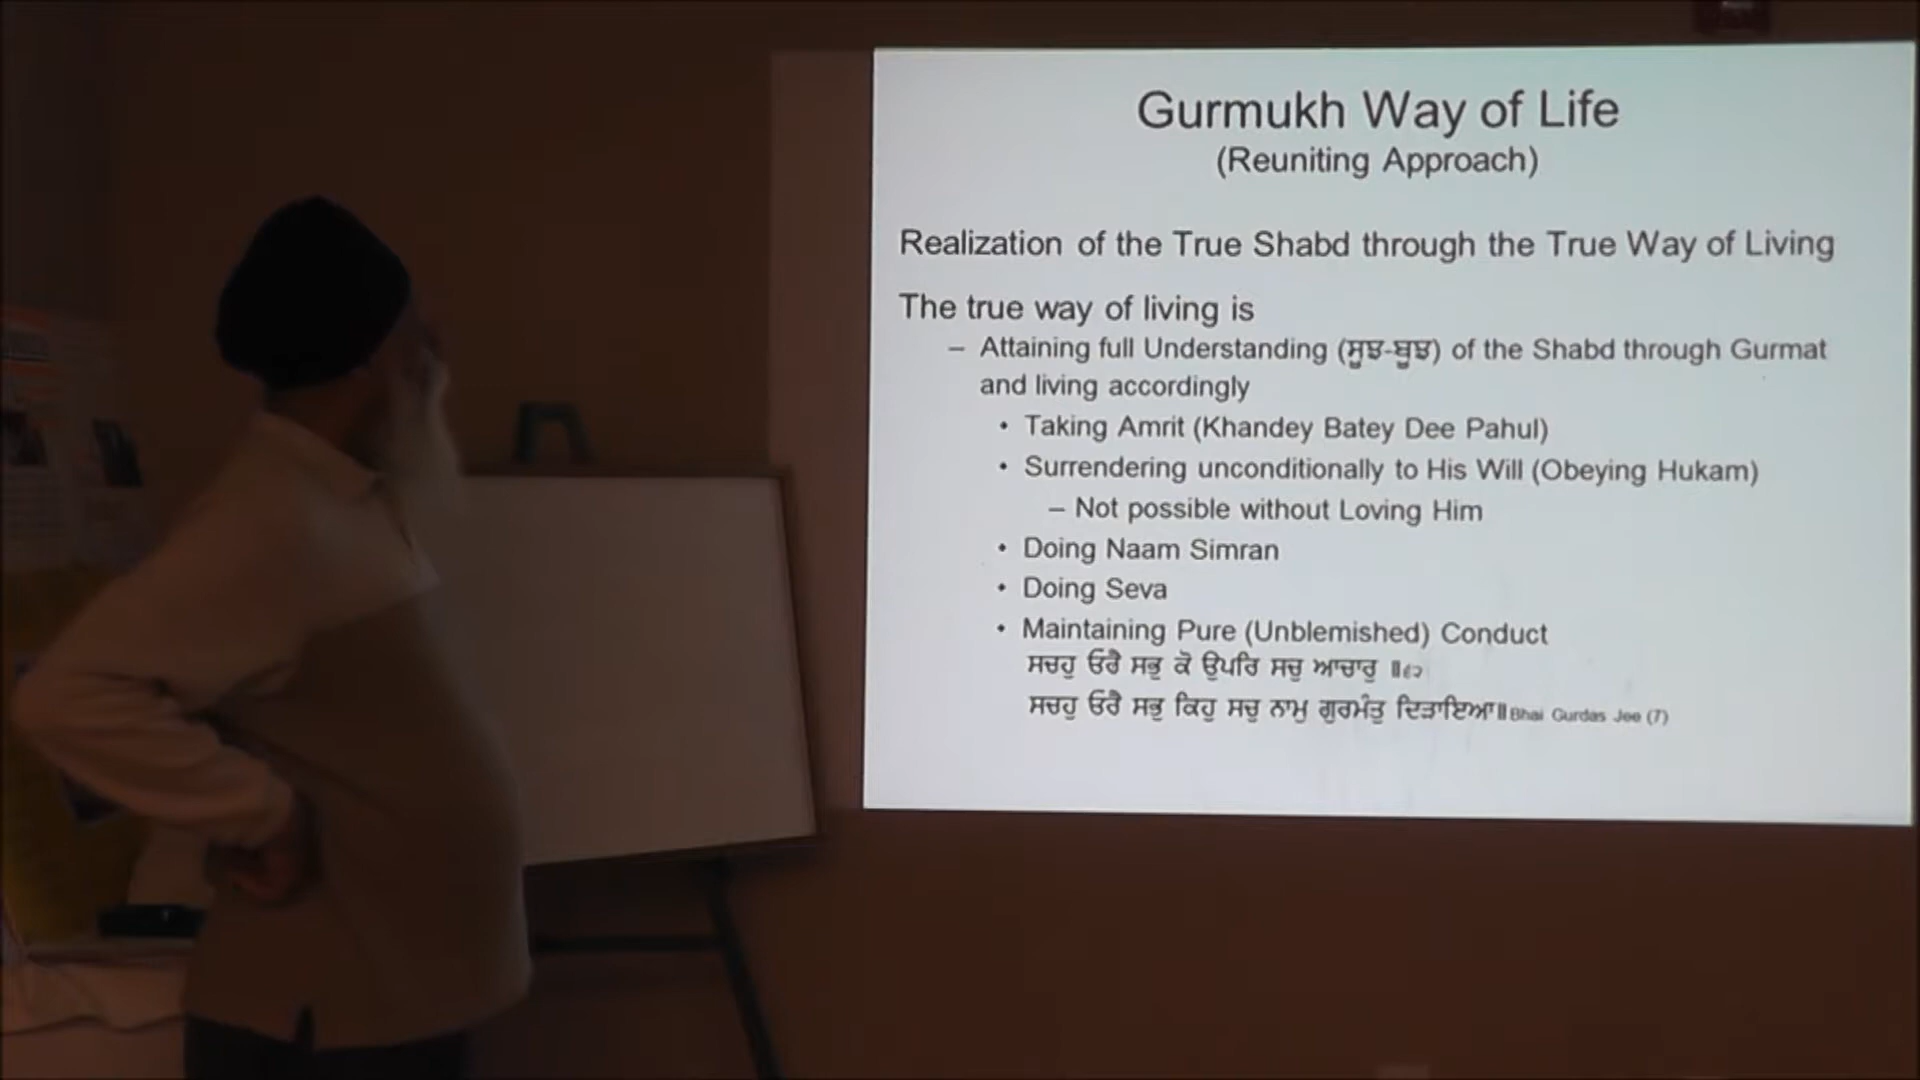 Gurmukh Way of Life
(Reuniting Approach)
Realization of the True Shabd through the True Way of Living
The true way of living is
– Attaining full Understanding (ਸੂਝ-ਬੂਝ) of the Shabd through Gurmat
and living accordingly
• Taking Amrit (Khandey Batey Dee Pahul)
• Surrendering unconditionally to His Will (Obeying Hukam)
– Not possible without Loving Him
• Doing Naam Simran
• Doing Seva
• Maintaining Pure (Unblemished) Conduct
ਸਚਹੁ ਓਰੈ ਸਭੁ ਕੋ ਉਪਰਿ ਸਚੁ ਆਚਾਰੁ ॥੬੨
ਸਚਹੁ ਓਰੈ ਸਭੁ ਕਿਹੁ ਸਚੁ ਨਾਮੁ ਗੁਰਮੰਤੁ ਦਿੜਾਇਆ॥ Bhai Gurdas Jee (7)